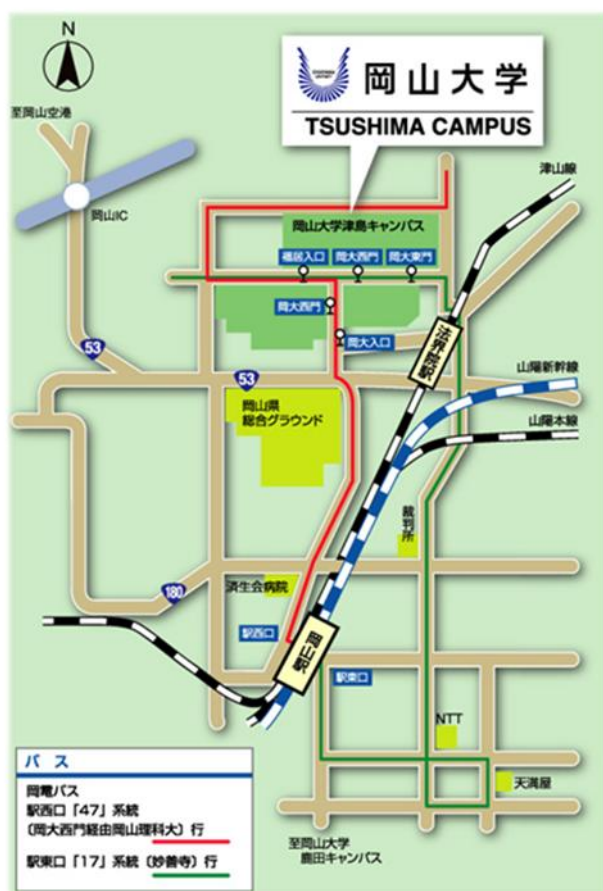 N
岡山大学
TSUSHIMA CAMPUS
至岡山空港
津山線
岡山IC
岡山大学津島キャンパス
福居入口
岡大西門
岡大東門
岡大西門
岡大入口
53
法界院駅
53
山陽新幹線
岡山県
総合グラウンド
山陽本線
裁判所
180
済生会病院
駅西口
岡山駅
駅東口
NTT
天満屋
バス
岡電バス
駅西口「47」系統
(岡大西門経由岡山理科大)行
駅東口「17」系統(妙善寺)行
至岡山大学
鹿田キャンパス